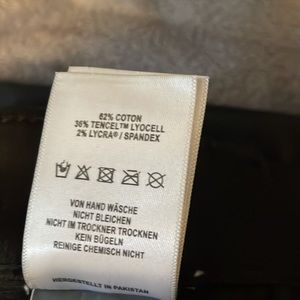 62% COTON
36% TENCEL™ LYOCELL
2% LYCRA® / SPANDEX
VON HAND WÄSCHE
NICHT BLEICHEN
NICHT IM TROCKNER TROCKNEN
KEIN BÜGELN
REINIGE CHEMISCH NICHT
HERGESTELLT IN PAKISTAN